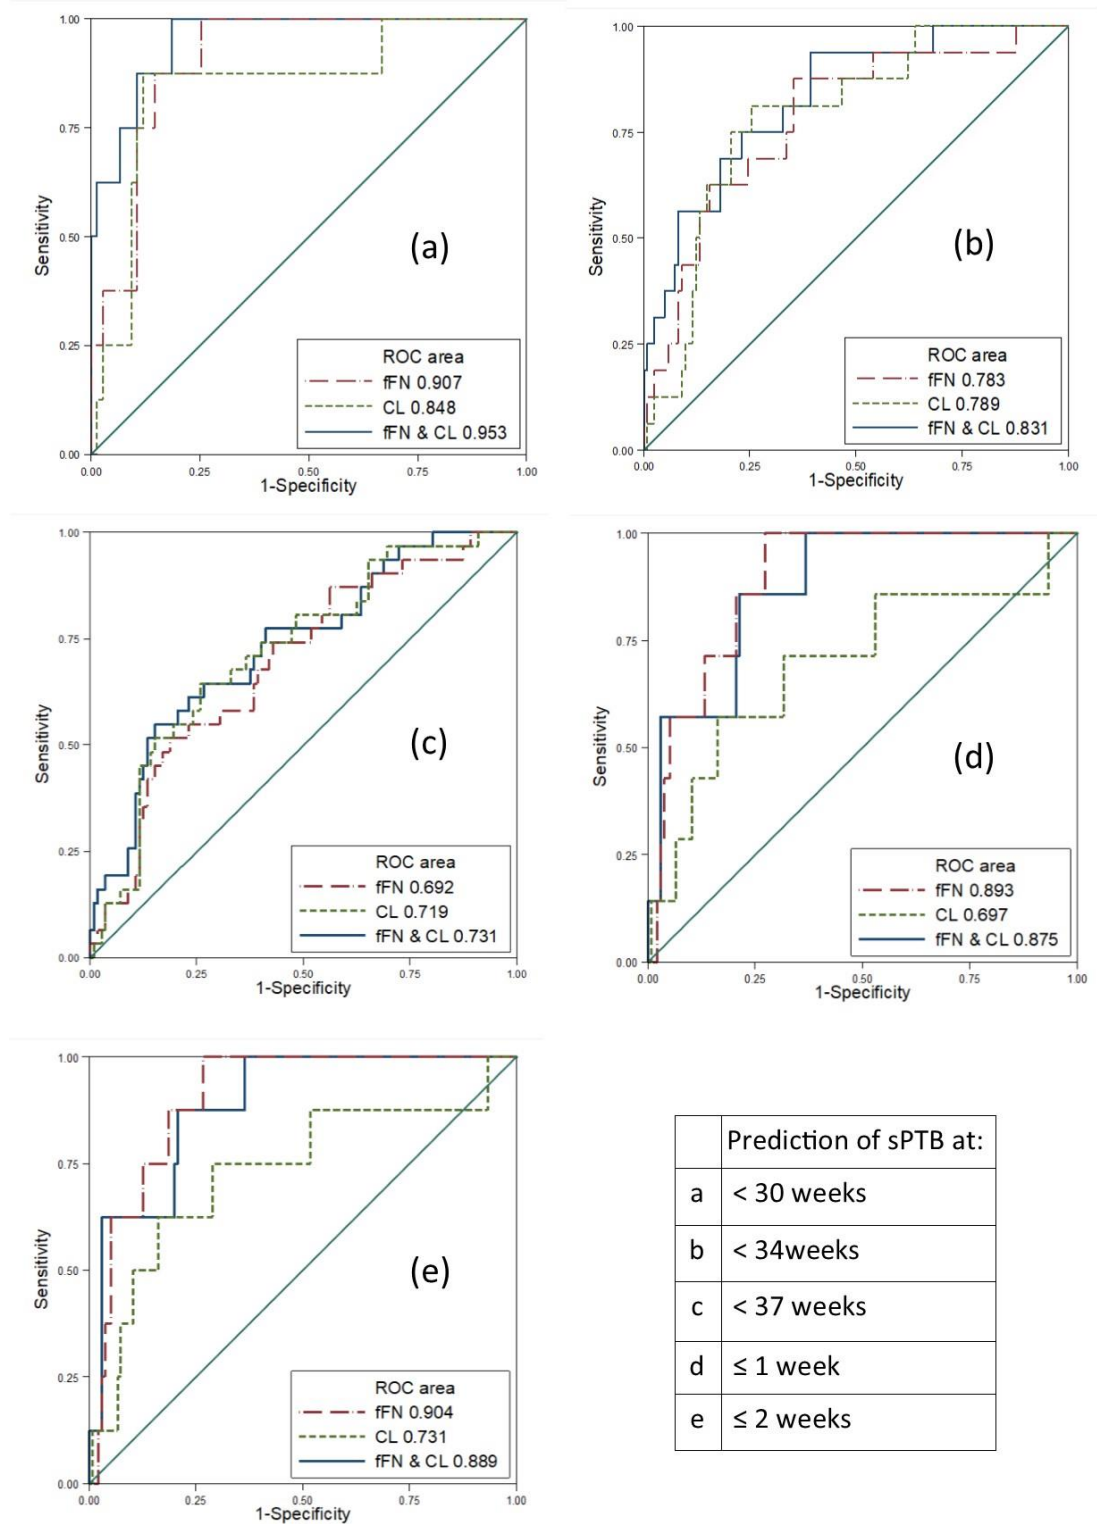 1.00
0.75
0.50
0.25
0.00
Sensitivity
(a)
ROC area
fFN 0.907
CL 0.848
fFN & CL 0.953
0.00 0.25 0.50 0.75 1.00
1-Specificity
1.00
0.75
0.50
0.25
0.00
Sensitivity
(b)
ROC area
fFN 0.783
CL 0.789
fFN & CL 0.831
0.00 0.25 0.50 0.75 1.00
1-Specificity
1.00
0.75
0.50
0.25
0.00
Sensitivity
(c)
ROC area
fFN 0.692
CL 0.719
fFN & CL 0.731
0.00 0.25 0.50 0.75 1.00
1-Specificity
1.00
0.75
0.50
0.25
0.00
Sensitivity
(d)
ROC area
fFN 0.893
CL 0.697
fFN & CL 0.875
0.00 0.25 0.50 0.75 1.00
1-Specificity
1.00
0.75
0.50
0.25
0.00
Sensitivity
(e)
ROC area
fFN 0.904
CL 0.731
fFN & CL 0.889
0.00 0.25 0.50 0.75 1.00
1-Specificity
Prediction of sPTB at:
a < 30 weeks
b < 34weeks
c < 37 weeks
d ≤ 1 week
e ≤ 2 weeks